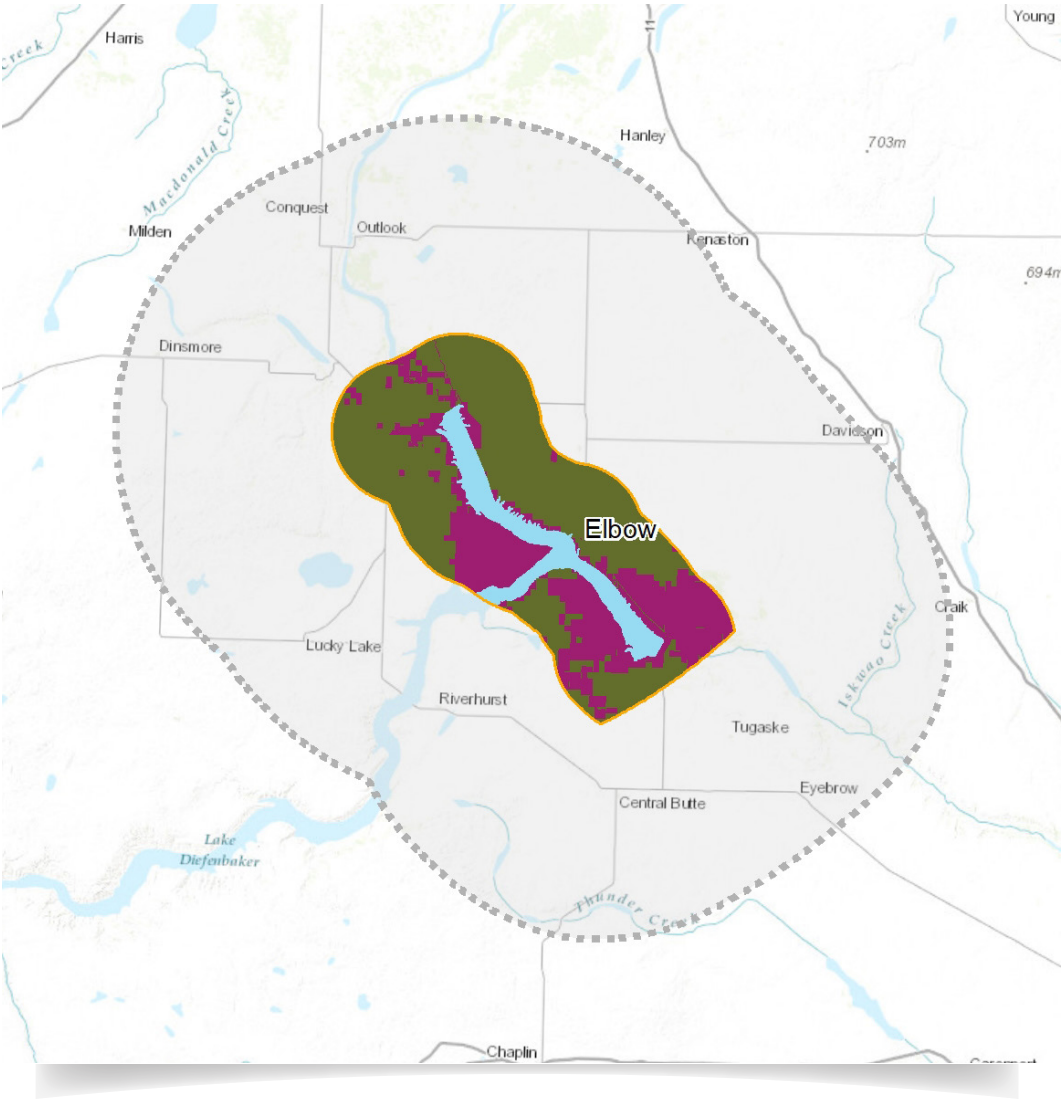 Young
Harris
Creek
11
Hanley
703m
Macdonald Creek
Conquest
Outlook
Milden
Kenaston
694m
Dinsmore
Davidson
Elbow
Craik
Iskwao Creek
Lucky Lake
Riverhurst
Tugaske
Eyebrow
Central Butte
Lake
Diefenbaker
Thunder Creek
Chaplin